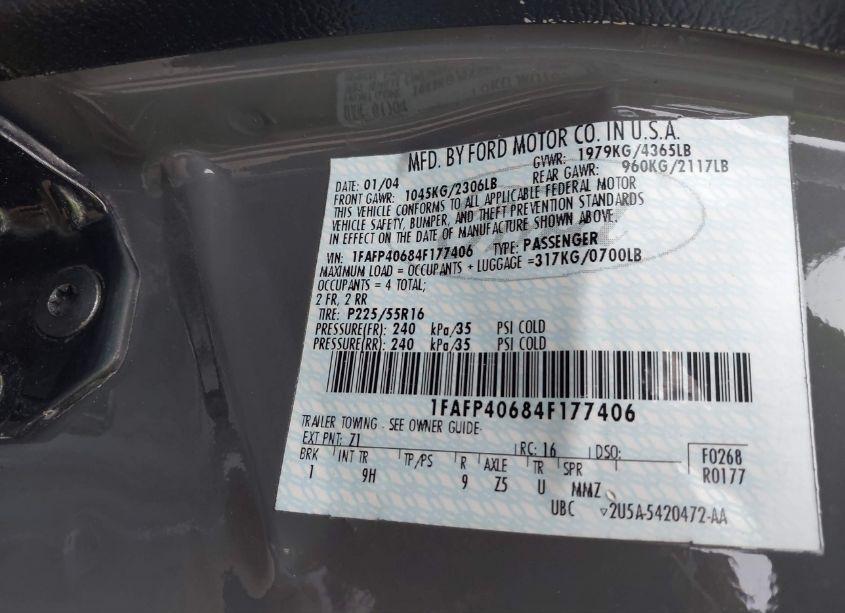 MFD. BY FORD MOTOR CO. IN U.S.A.
DATE: 01/04 GVWR: 1979KG/4365LB
FRONT GAWR: 1045KG/2306LB REAR GAWR: 960KG/2117LB
THIS VEHICLE CONFORMS TO ALL APPLICABLE FEDERAL MOTOR
VEHICLE SAFETY, BUMPER, AND THEFT PREVENTION STANDARDS
IN EFFECT ON THE DATE OF MANUFACTURE SHOWN ABOVE.
VIN: 1FAFP40684F177406 TYPE: PASSENGER
MAXIMUM LOAD = OCCUPANTS + LUGGAGE =317KG/0700LB
OCCUPANTS = 4 TOTAL;
2 FR, 2 RR
TIRE: P225/55R16
PRESSURE(FR): 240 kPa/35 PSI COLD
PRESSURE(RR): 240 kPa/35 PSI COLD
1FAFP40684F177406
TRAILER TOWING - SEE OWNER GUIDE-
EXT PNT: Z1 RC: 16 DSO: F0268
R0177
BRK INT TR TP/PS R AXLE TR SPR
1 9H 9 Z5 U MMZ
UBC ▽2U5A-5420472-AA